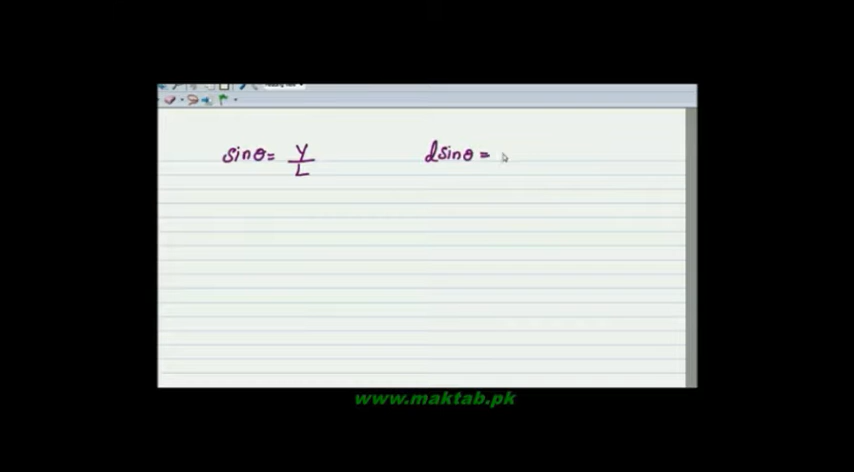 sinθ= Y/L dsinθ =
www.maktab.pk